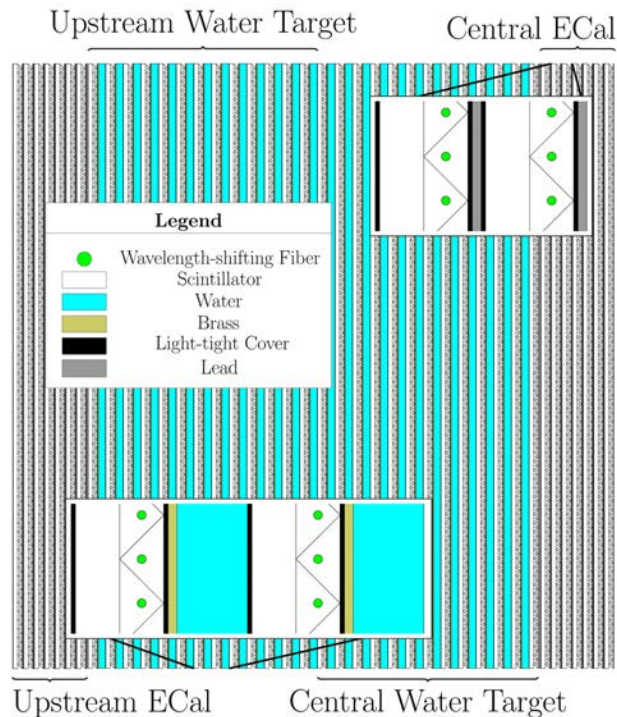 Upstream Water Target
Central ECal
Legend
Wavelength-shifting Fiber
Scintillator
Water
Brass
Light-tight Cover
Lead
Upstream ECal
Central Water Target